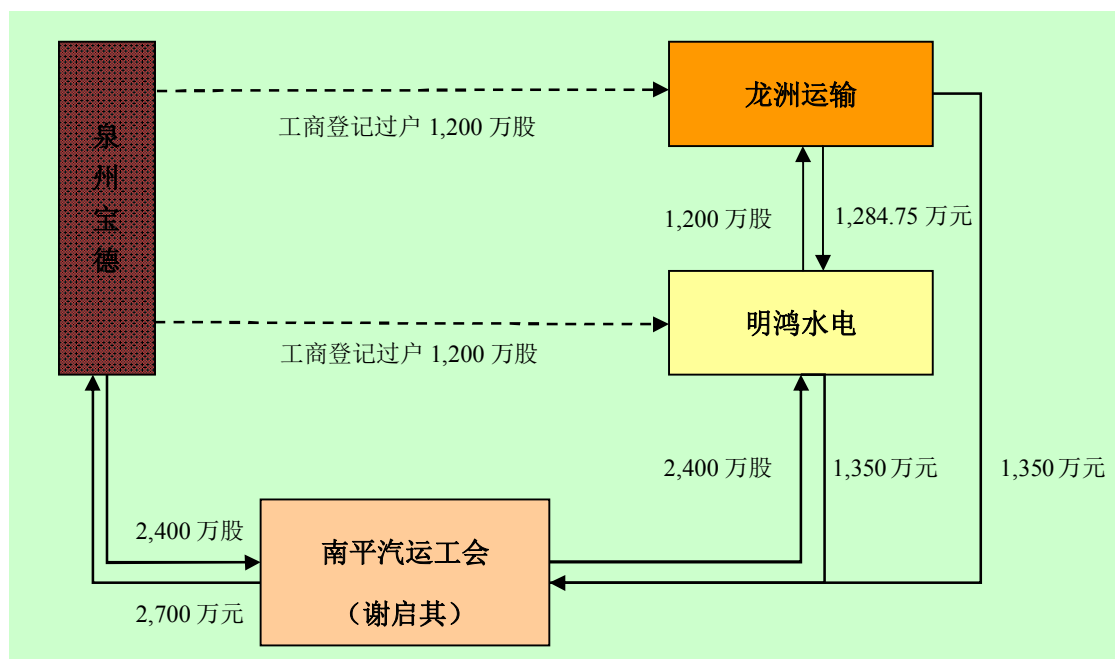 泉州宝德
龙洲运输
工商登记过户 1,200 万股
1,200 万股
1,284.75 万元
明鸿水电
工商登记过户 1,200 万股
2,400 万股
1,350 万元
1,350 万元
2,400 万股
南平汽运工会
（谢启其）
2,700 万元